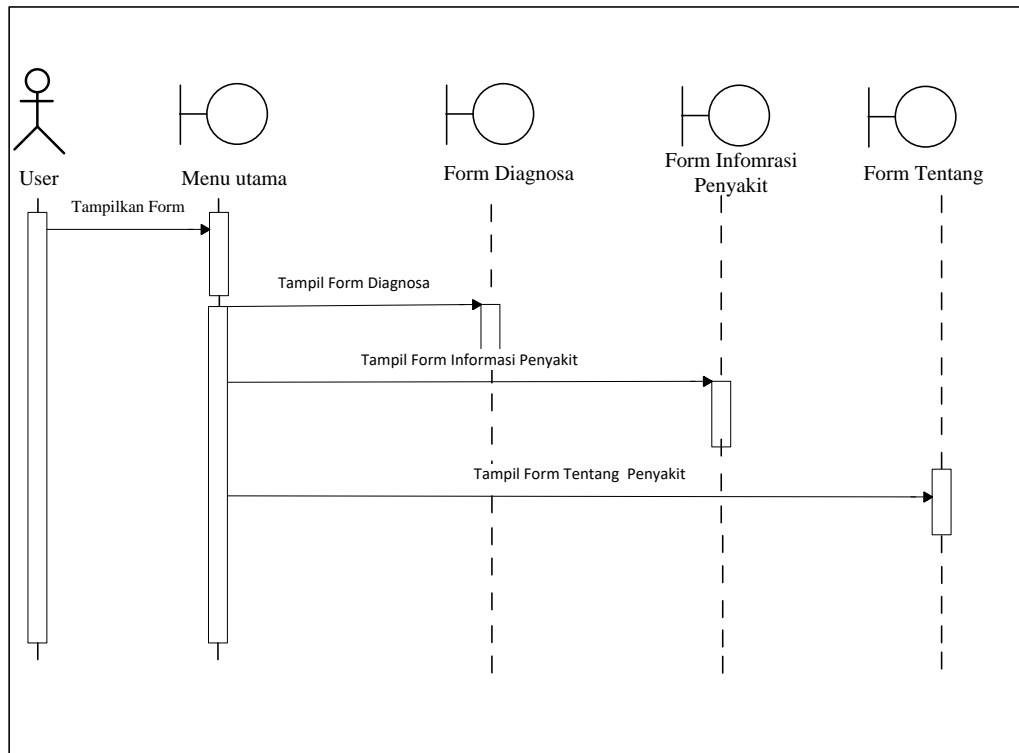 User
Menu utama
Form Diagnosa
Form Infomrasi
Penyakit
Form Tentang
Tampilkan Form
Tampil Form Diagnosa
Tampil Form Informasi Penyakit
Tampil Form Tentang  Penyakit